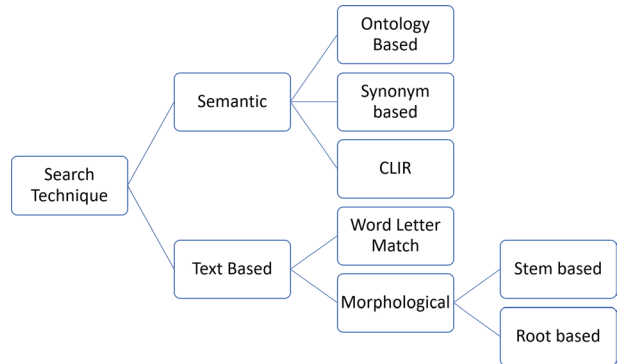 Search
Technique
Semantic
Ontology
Based
Synonym
based
CLIR
Text Based
Word Letter
Match
Morphological
Stem based
Root based